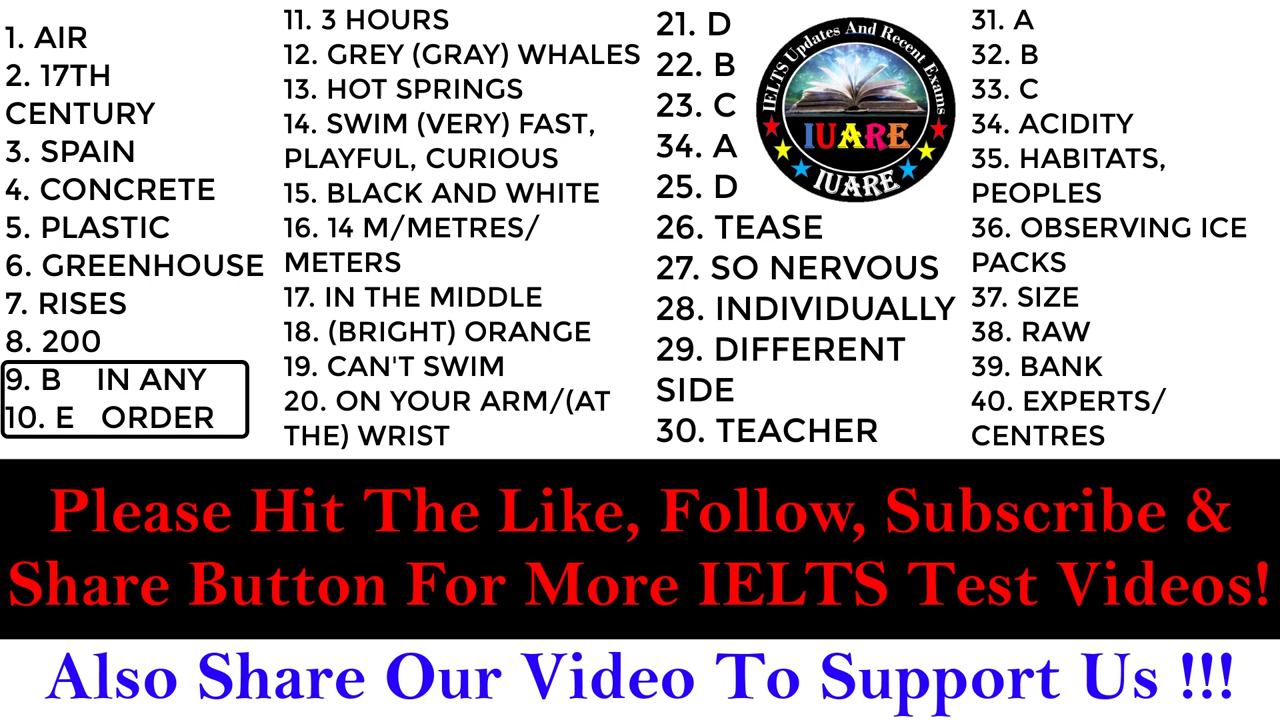 1. AIR
2. 17TH
CENTURY
3. SPAIN
4. CONCRETE
5. PLASTIC
6. GREENHOUSE
7. RISES
8. 200
9. B IN ANY
10. E ORDER
11. 3 HOURS
12. GREY (GRAY) WHALES
13. HOT SPRINGS
14. SWIM (VERY) FAST,
PLAYFUL, CURIOUS
15. BLACK AND WHITE
16. 14 M/METRES/
METERS
17. IN THE MIDDLE
18. (BRIGHT) ORANGE
19. CAN'T SWIM
20. ON YOUR ARM/(AT
THE) WRIST
21. D
22. B
23. C
34. A
25. D
26. TEASE
27. SO NERVOUS
28. INDIVIDUALLY
29. DIFFERENT
SIDE
30. TEACHER
IELTS Updates And Recent Exams
IUARE
IUARE
31. A
32. B
33. C
34. ACIDITY
35. HABITATS,
PEOPLES
36. OBSERVING ICE
PACKS
37. SIZE
38. RAW
39. BANK
40. EXPERTS/
CENTRES
Please Hit The Like, Follow, Subscribe &
Share Button For More IELTS Test Videos!
Also Share Our Video To Support Us !!!